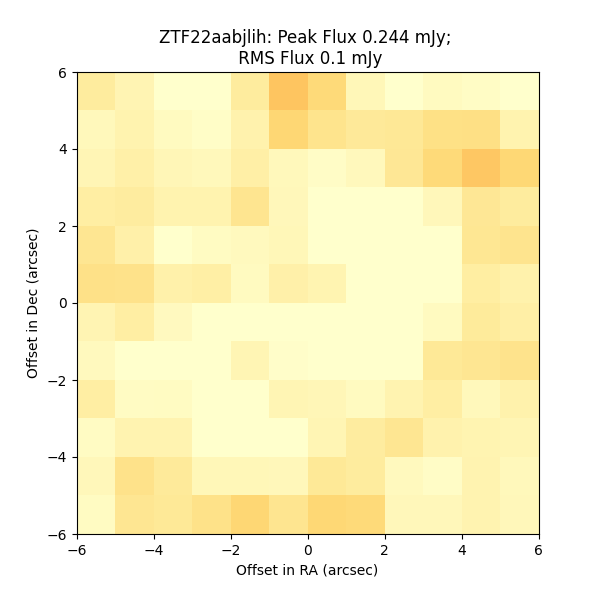 ZTF22aabjlih: Peak Flux 0.244 mJy;
RMS Flux 0.1 mJy
6
4
2
0
−2
−4
−6
Offset in Dec (arcsec)
−6 −4 −2 0 2 4 6
Offset in RA (arcsec)